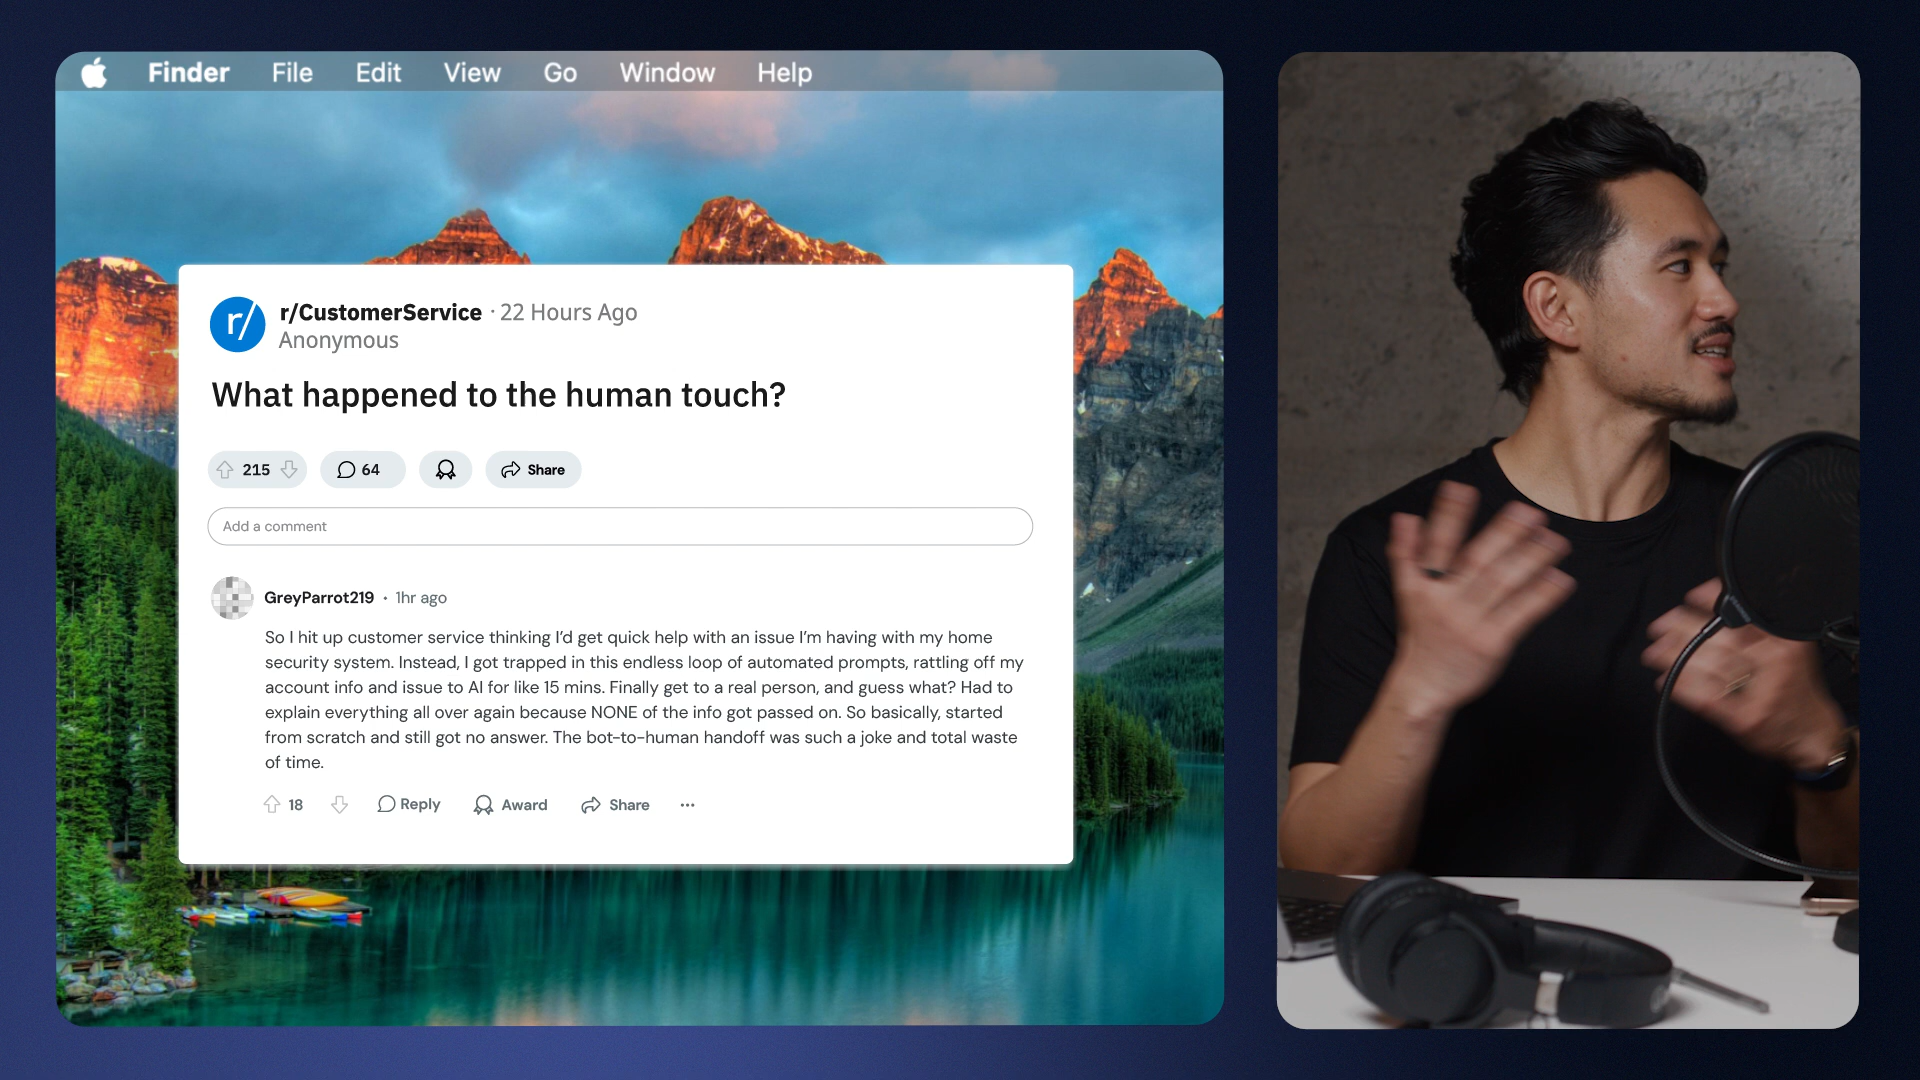 Finder File Edit View Go Window Help
r/
r/CustomerService · 22 Hours Ago
Anonymous
What happened to the human touch?
215 64 Share
Add a comment
GreyParrot219 • 1hr ago
So I hit up customer service thinking I’d get quick help with an issue I’m having with my home
security system. Instead, I got trapped in this endless loop of automated prompts, rattling off my
account info and issue to AI for like 15 mins. Finally get to a real person, and guess what? Had to
explain everything all over again because NONE of the info got passed on. So basically, started
from scratch and still got no answer. The bot-to-human handoff was such a joke and total waste
of time.
18 Reply Award Share ...